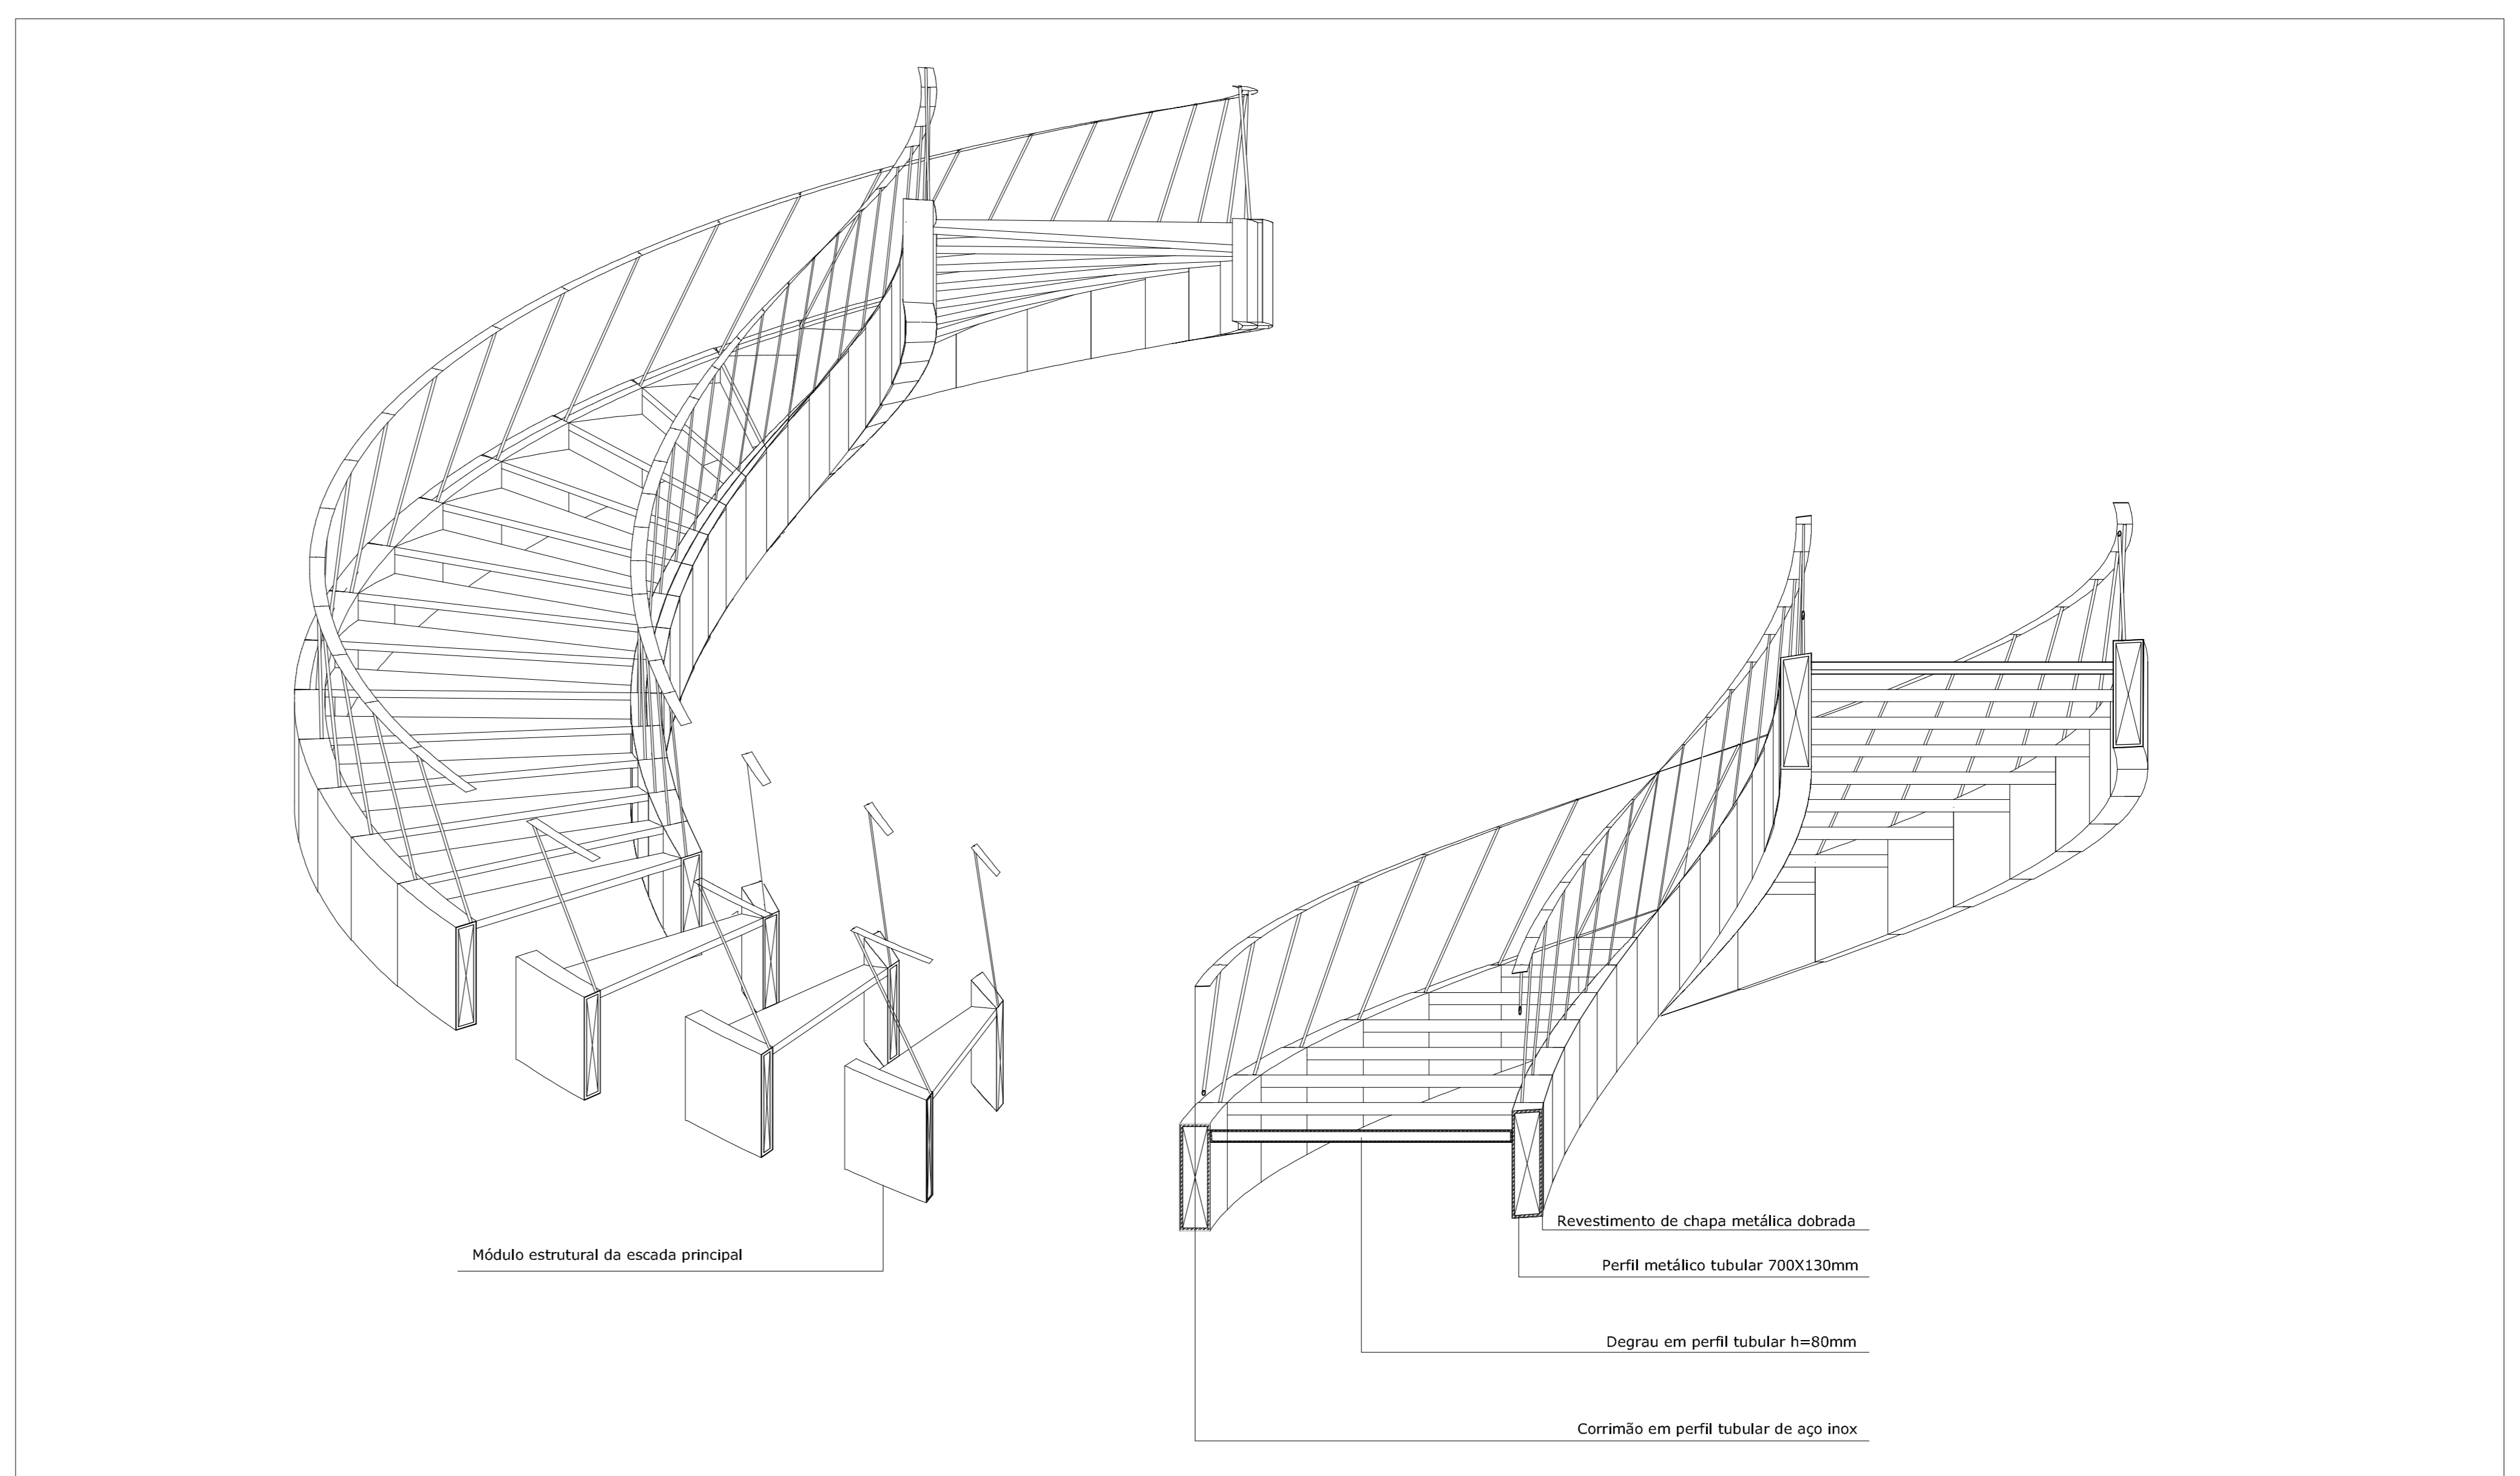 Módulo estrutural da escada principal
Revestimento de chapa metálica dobrada
Perfil metálico tubular 700X130mm
Degrau em perfil tubular h=80mm
Corrimão em perfil tubular de aço inox